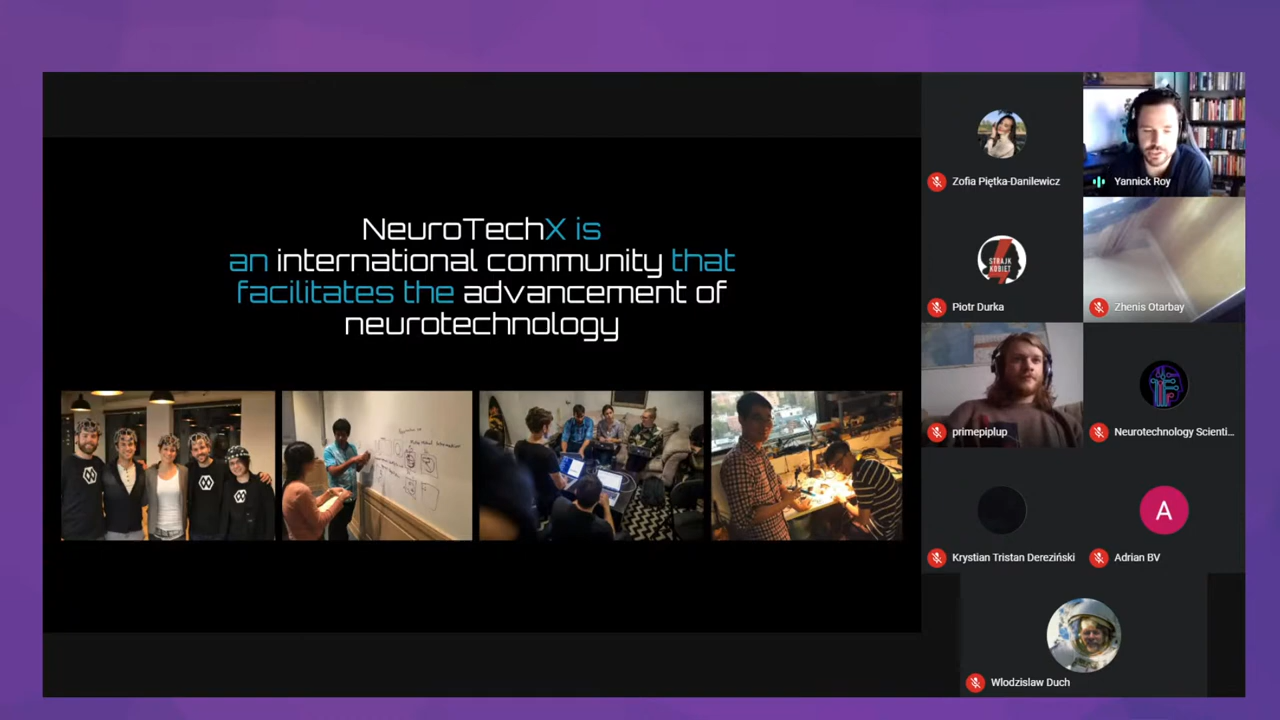 NeuroTechX is
an international community that
facilitates the advancement of
neurotechnology
Zofia Piętka-Danilewicz
Yannick Roy
STRAJK
KOBIET
Piotr Durka
Zhenis Otarbay
primepiplup
Neurotechnology Scienti...
Krystian Tristan Dereziński
A
Adrian BV
Wlodzislaw Duch